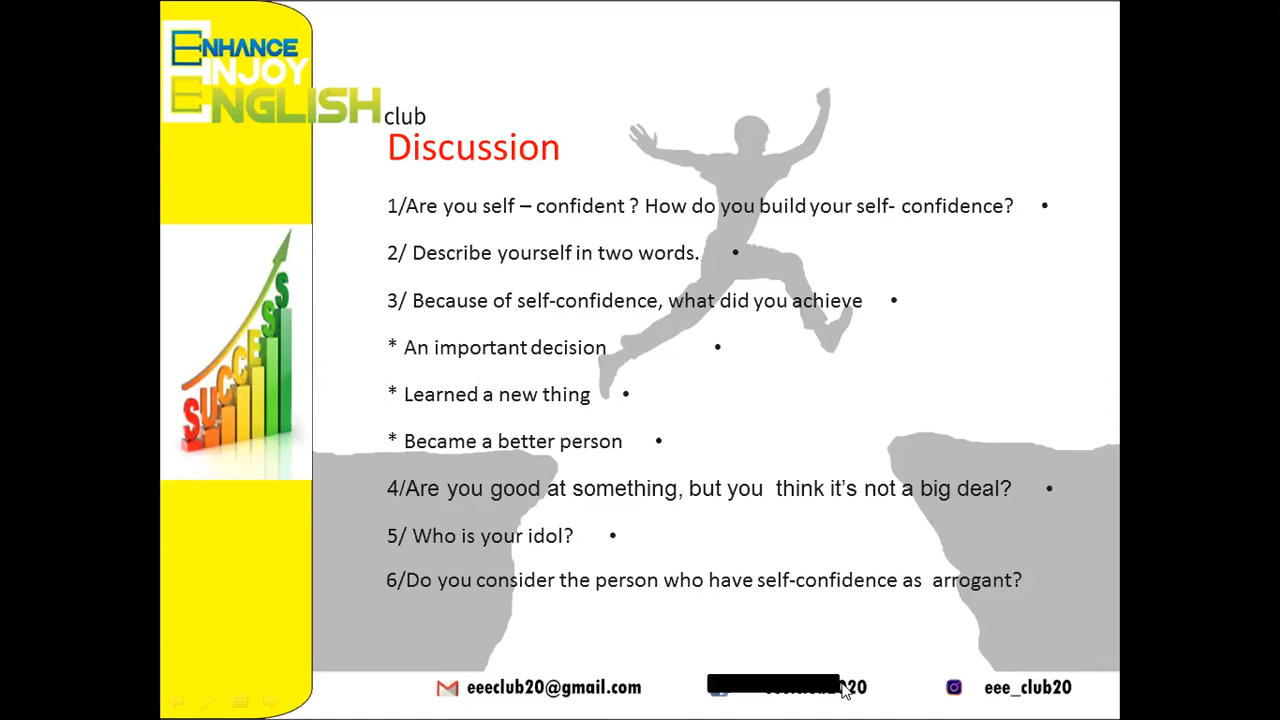 ENHANCE
ENJOY
ENGLISH club
Discussion
1/Are you self – confident ? How do you build your self- confidence? •
2/ Describe yourself in two words. •
3/ Because of self-confidence, what did you achieve •
* An important decision •
* Learned a new thing •
* Became a better person •
4/Are you good at something, but you think it’s not a big deal? •
5/ Who is your idol? •
6/Do you consider the person who have self-confidence as arrogant?
SUCCESS
eeeclub20@gmail.com
eee_club20